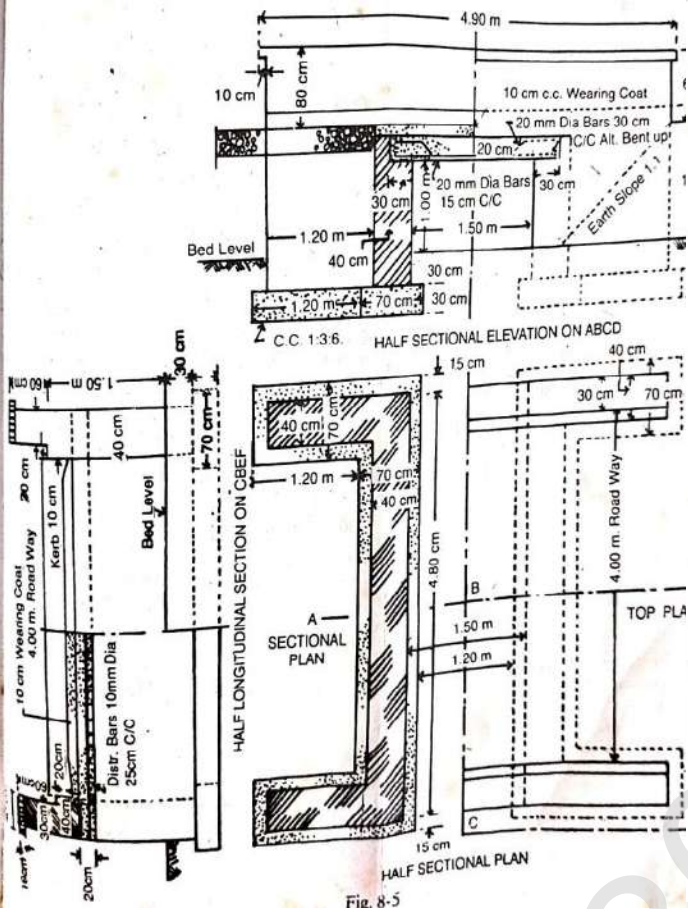 4.90 m
10 cm
80 cm
10 cm c.c. Wearing Coat
20 mm Dia Bars 30 cm
C/C Alt. Bent up
20 cm
20 mm Dia Bars
15 cm C/C
30 cm
30 cm
1.00 m
Earth Slope 1.1
Bed Level
1.20 m
1.50 m
40 cm
30 cm
1.20 m
70 cm
30 cm
C.C. 1:3:6.
HALF SECTIONAL ELEVATION ON ABCD
60 cm
1.50 m
30 cm
40 cm
70 cm
20 cm
Kerb 10 cm
Bed Level
10 cm Wearing Coat
4.00 m. Road Way
Distr. Bars 10mm Dia
25cm C/C
60cm
20cm
30cm
40cm
20cm
HALF LONGITUDINAL SECTION ON CBEF
15 cm
40 cm
70 cm
1.20 m
70 cm
40 cm
4.80 cm
A
SECTIONAL
PLAN
15 cm
HALF SECTIONAL PLAN
40 cm
30 cm
70 cm
4.00 m. Road Way
B
TOP PLA
1.50 m
1.20 m
C
Fig. 8-5